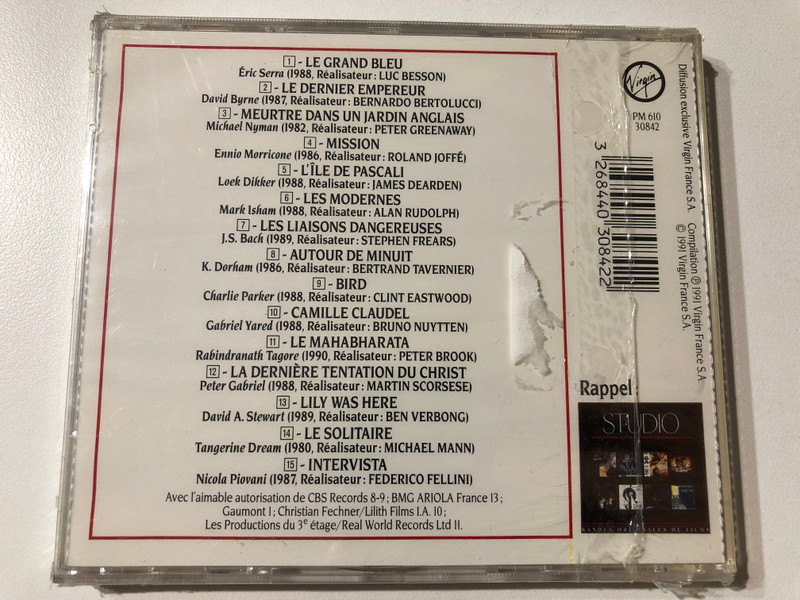 1 - LE GRAND BLEU
Éric Serra (1988, Réalisateur : LUC BESSON)
2 - LE DERNIER EMPEREUR
David Byrne (1987, Réalisateur : BERNARDO BERTOLUCCI)
3 - MEURTRE DANS UN JARDIN ANGLAIS
Michael Nyman (1982, Réalisateur : PETER GREENAWAY)
4 - MISSION
Ennio Morricone (1986, Réalisateur : ROLAND JOFFÉ)
5 - L'ÎLE DE PASCALI
Loek Dikker (1988, Réalisateur : JAMES DEARDEN)
6 - LES MODERNES
Mark Isham (1988, Réalisateur : ALAN RUDOLPH)
7 - LES LIAISONS DANGEREUSES
J.S. Bach (1989, Réalisateur : STEPHEN FREARS)
8 - AUTOUR DE MINUIT
K. Dorham (1986, Réalisateur : BERTRAND TAVERNIER)
9 - BIRD
Charlie Parker (1988, Réalisateur : CLINT EASTWOOD)
10 - CAMILLE CLAUDEL
Gabriel Yared (1988, Réalisateur : BRUNO NUYTTEN)
11 - LE MAHABHARATA
Rabindranath Tagore (1990, Réalisateur : PETER BROOK)
12 - LA DERNIÈRE TENTATION DU CHRIST
Peter Gabriel (1988, Réalisateur : MARTIN SCORSESE)
13 - LILY WAS HERE
David A. Stewart (1989, Réalisateur : BEN VERBONG)
14 - LE SOLITAIRE
Tangerine Dream (1980, Réalisateur : MICHAEL MANN)
15 - INTERVISTA
Nicola Piovani (1987, Réalisateur : FEDERICO FELLINI)
Avec l'aimable autorisation de CBS Records 8-9 ; BMG ARIOLA France 13 ;
Gaumont 1 ; Christian Fechner/Lilith Films I.A. 10 ;
Les Productions du 3e étage/Real World Records Ltd 11.
Virgin
PM 610
30842
3 268440 308422
Diffusion exclusive Virgin France S.A. Compilation ℗ 1991 Virgin France S.A.
© 1991 Virgin France S.A.
Rappel :
STUDIO
BANDES ORIGINALES DE FILMS